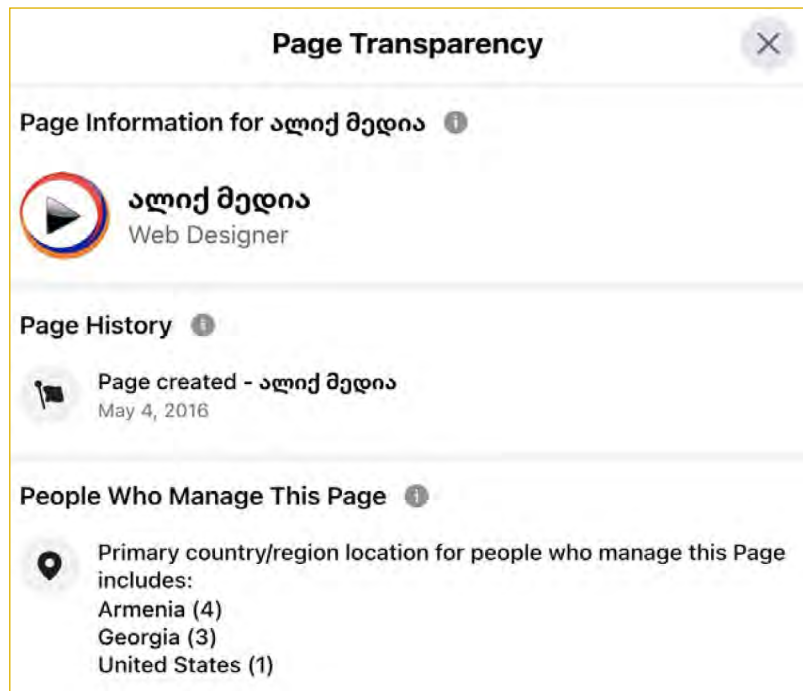 Page Transparency
Page Information for ალიქ მედია
ალიქ მედია
Web Designer
Page History
Page created - ალიქ მედია
May 4, 2016
People Who Manage This Page
Primary country/region location for people who manage this Page
includes:
Armenia (4)
Georgia (3)
United States (1)